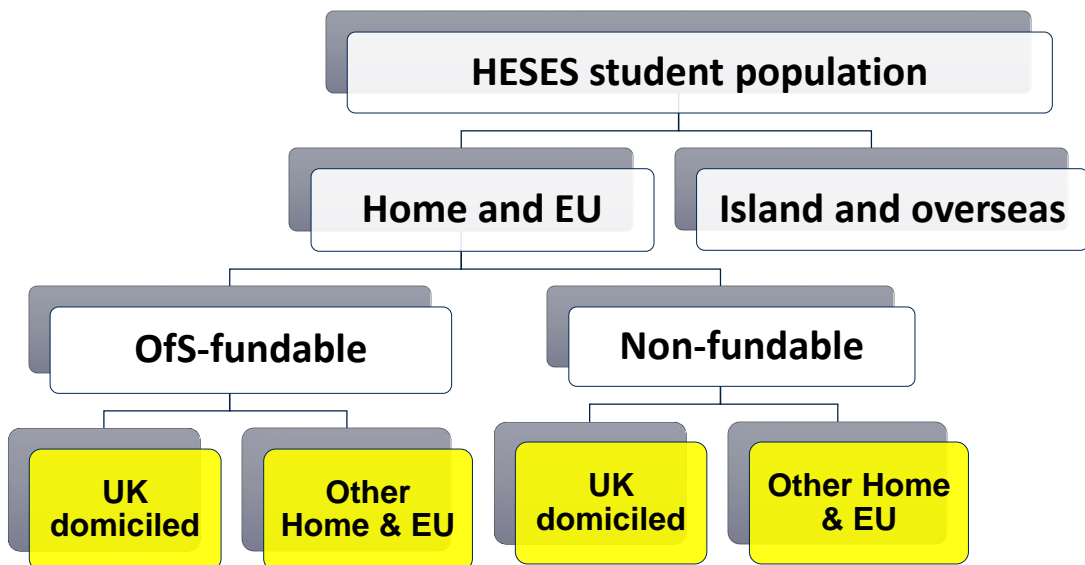 HESES student population
Home and EU
Island and overseas
OfS-fundable
Non-fundable
UK
domiciled
Other
Home & EU
UK
domiciled
Other Home
& EU